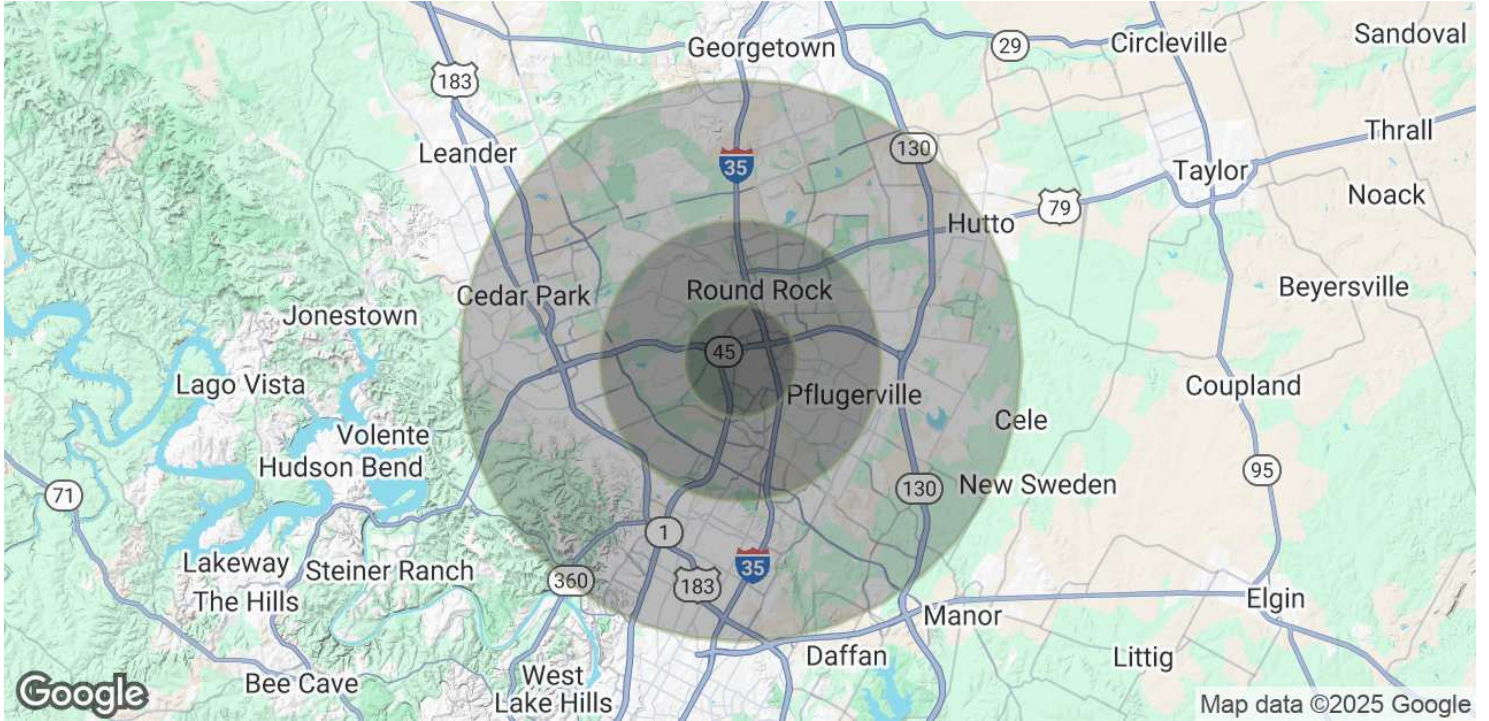 Georgetown
29
Circleville
Sandoval
183
Leander
35
130
Thrall
Taylor
79
Noack
Hutto
Cedar Park
Round Rock
Beyersville
Jonestown
45
Lago Vista
Pflugerville
Coupland
Volente
Cele
Hudson Bend
71
130
New Sweden
95
1
Lakeway
Steiner Ranch
360
183
35
The Hills
Elgin
Manor
Daffan
Littig
Bee Cave
West
Lake Hills
Google
Map data ©2025 Google